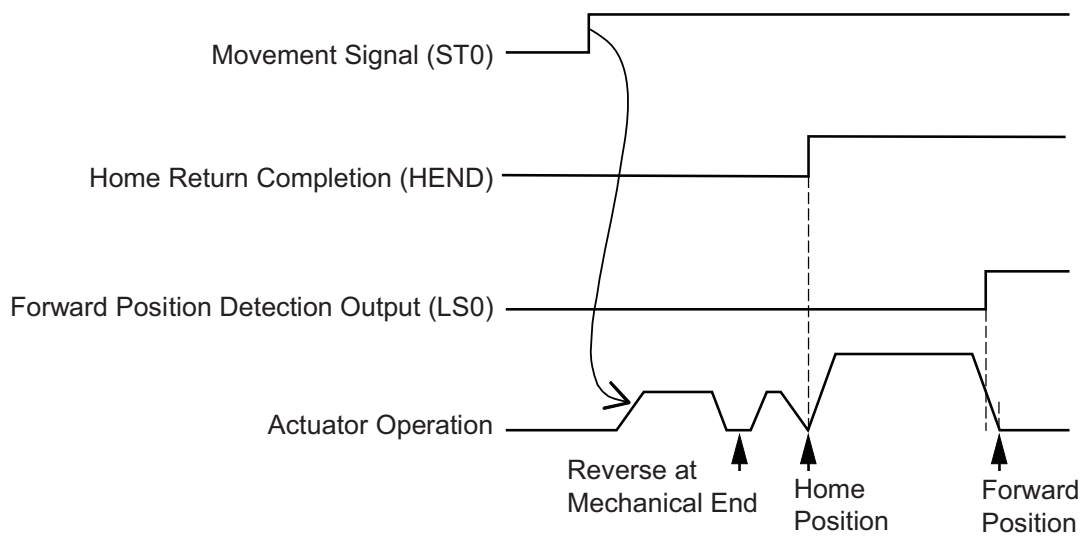 Movement Signal (ST0)
Home Return Completion (HEND)
Forward Position Detection Output (LS0)
Actuator Operation
Reverse at
Mechanical End
Home
Position
Forward
Position